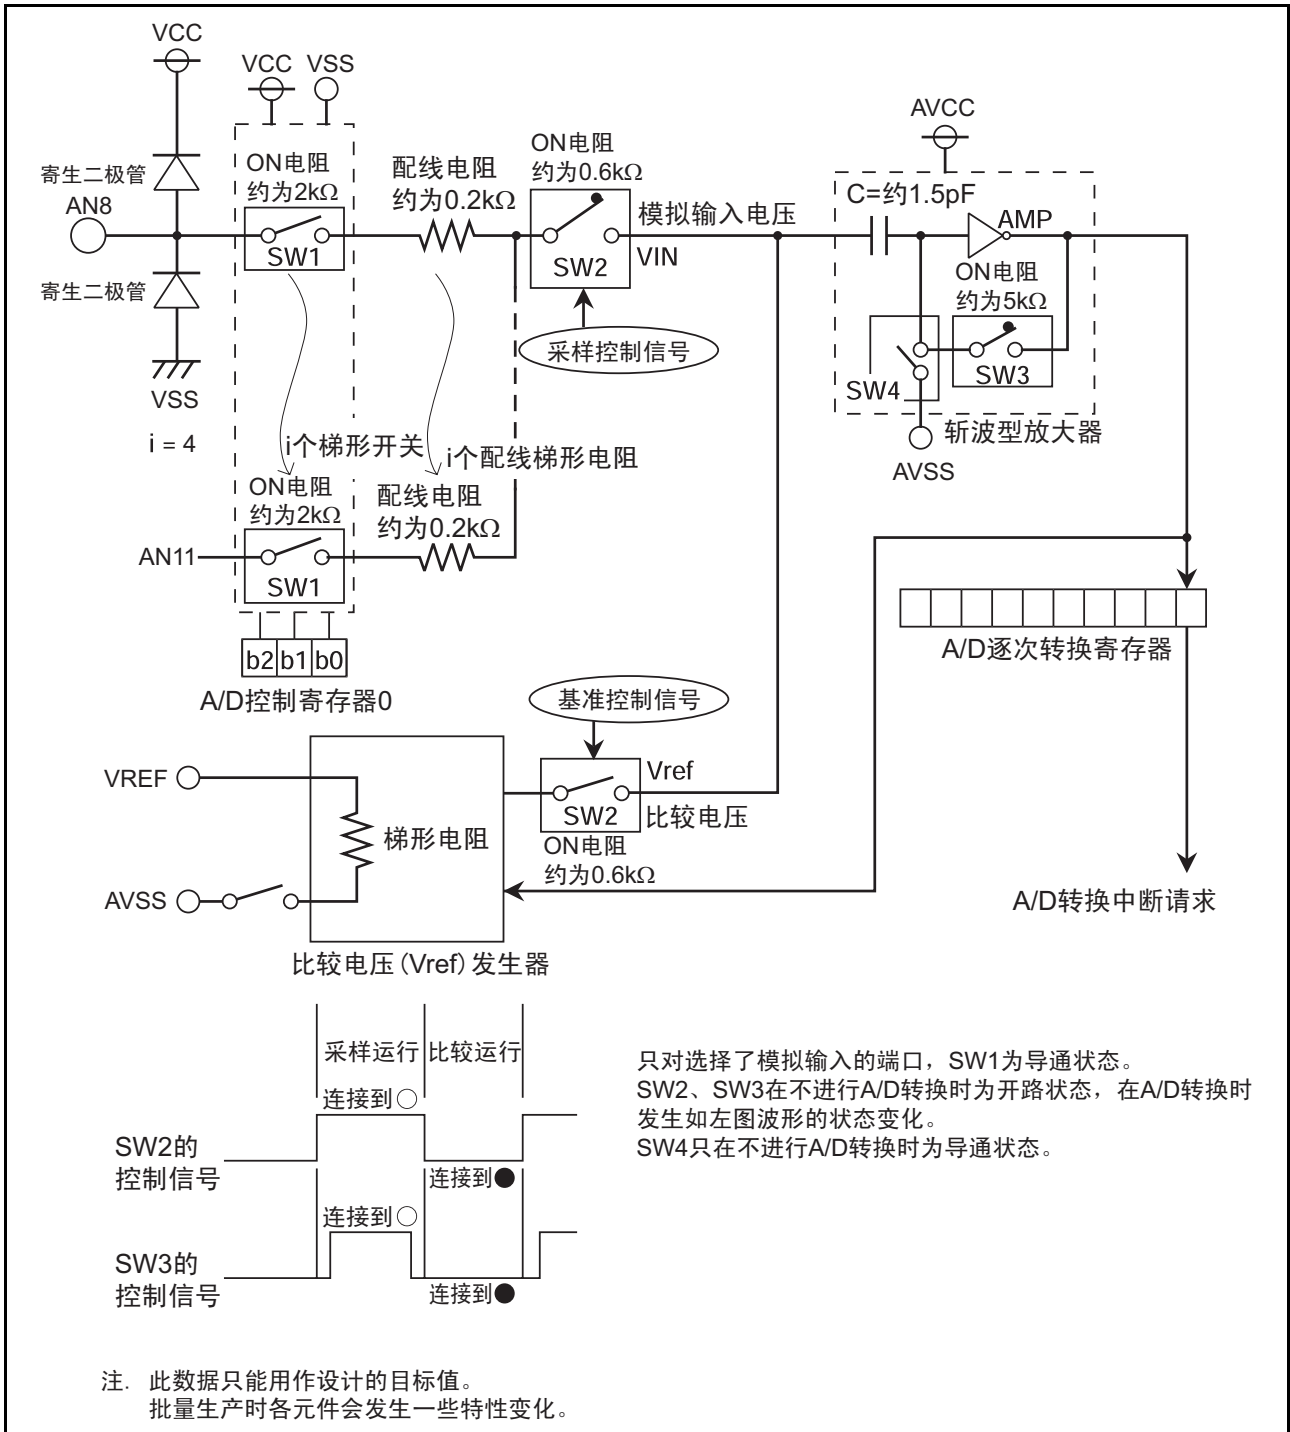 VCC
VCC
VSS
AVCC
寄生二极管
AN8
寄生二极管
VSS
i = 4
ON电阻
约为2kΩ
SW1
配线电阻
约为0.2kΩ
ON电阻
约为0.6kΩ
SW2
模拟输入电压
VIN
采样控制信号
C=约1.5pF
AMP
ON电阻
约为5kΩ
SW3
SW4
斩波型放大器
AVSS
i个梯形开关
i个配线梯形电阻
ON电阻
约为2kΩ
配线电阻
约为0.2kΩ
AN11
SW1
b2 b1 b0
A/D控制寄存器0
A/D逐次转换寄存器
基准控制信号
VREF
梯形电阻
SW2
Vref
比较电压
ON电阻
约为0.6kΩ
AVSS
A/D转换中断请求
比较电压(Vref)发生器
采样运行
比较运行
连接到○
SW2的
控制信号
连接到●
连接到○
SW3的
控制信号
连接到●
只对选择了模拟输入的端口，SW1为导通状态。
SW2、SW3在不进行A/D转换时为开路状态，在A/D转换时
发生如左图波形的状态变化。
SW4只在不进行A/D转换时为导通状态。
注. 此数据只能用作设计的目标值。
批量生产时各元件会发生一些特性变化。